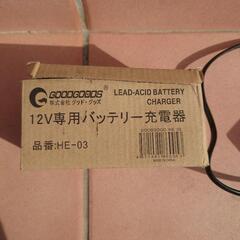 GOODGOODS
株式会社グッド・グッズ
LEAD-ACID BATTERY
CHARGER
12V専用バッテリー充電器
品番:HE-03